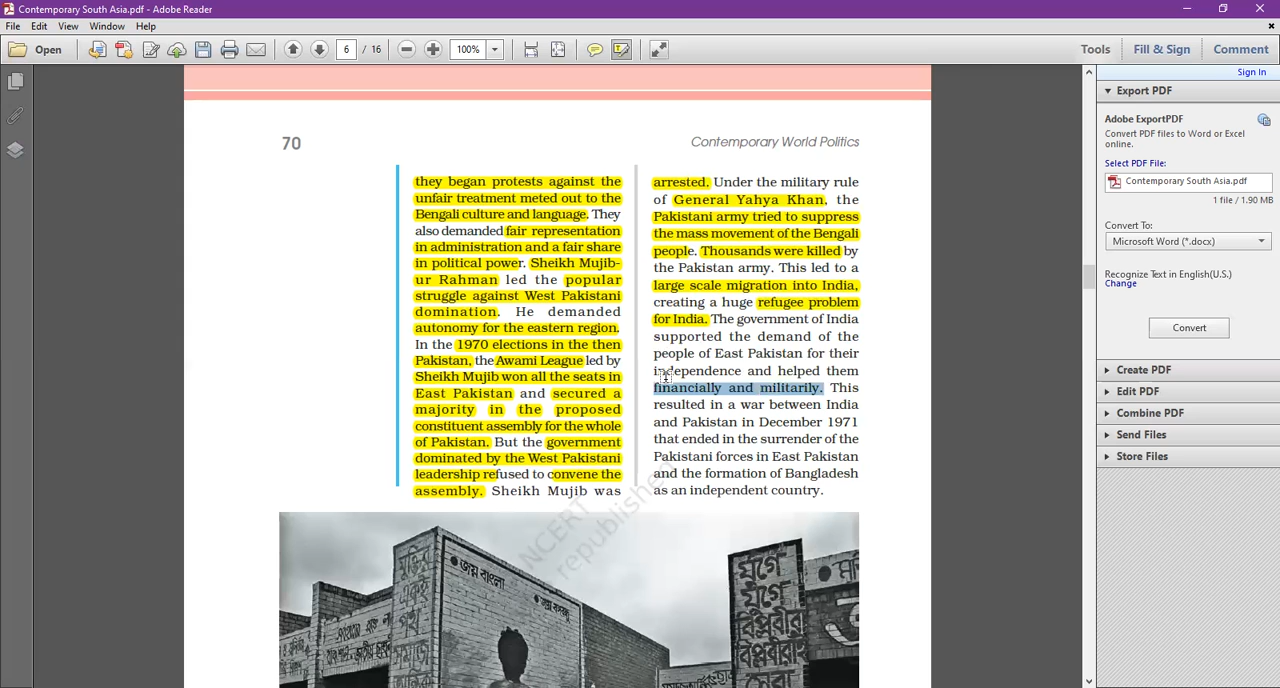 Contemporary South Asia.pdf - Adobe Reader
File Edit View Window Help
Open 6 / 16 100% Tools Fill & Sign Comment
70 Contemporary World Politics
they began protests against the
unfair treatment meted out to the
Bengali culture and language. They
also demanded fair representation
in administration and a fair share
in political power. Sheikh Mujib-
ur Rahman led the popular
struggle against West Pakistani
domination. He demanded
autonomy for the eastern region.
In the 1970 elections in the then
Pakistan, the Awami League led by
Sheikh Mujib won all the seats in
East Pakistan and secured a
majority in the proposed
constituent assembly for the whole
of Pakistan. But the government
dominated by the West Pakistani
leadership refused to convene the
assembly. Sheikh Mujib was
arrested. Under the military rule
of General Yahya Khan, the
Pakistani army tried to suppress
the mass movement of the Bengali
people. Thousands were killed by
the Pakistan army. This led to a
large scale migration into India,
creating a huge refugee problem
for India. The government of India
supported the demand of the
people of East Pakistan for their
independence and helped them
financially and militarily. This
resulted in a war between India
and Pakistan in December 1971
that ended in the surrender of the
Pakistani forces in East Pakistan
and the formation of Bangladesh
as an independent country.
NCERT
republished
জয় বাংলা
যুগে
যুগে
বিপ্লবীরা
বিপ্লবীরাই
Sign In
Export PDF
Adobe ExportPDF
Convert PDF files to Word or Excel
online.
Select PDF File:
Contemporary South Asia.pdf
1 file / 1.90 MB
Convert To:
Microsoft Word (*.docx)
Recognize Text in English(U.S.)
Change
Convert
Create PDF
Edit PDF
Combine PDF
Send Files
Store Files